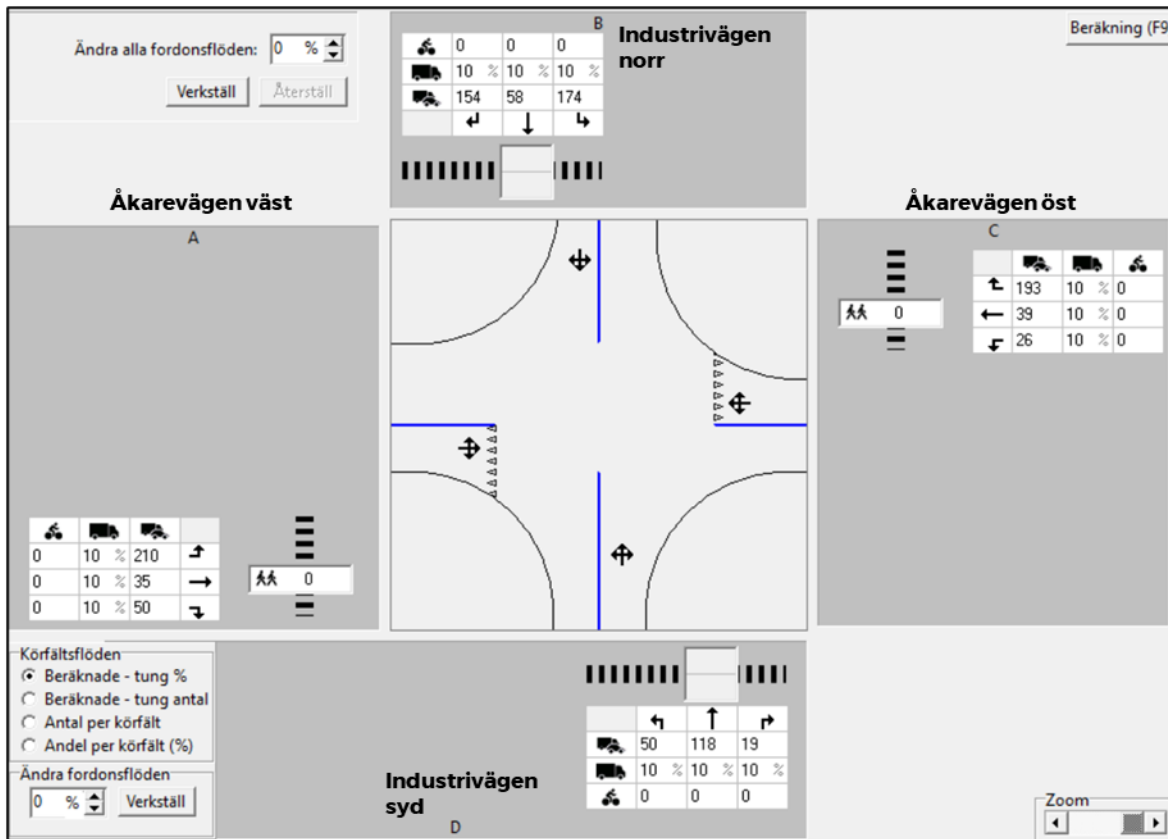 Ändra alla fordonsflöden: 0 %
Verkställ Återställ
B
Industrivägen
norr
0 0 0
10 % 10 % 10 %
154 58 174
Beräkning (F9
Åkarevägen väst
A
Åkarevägen öst
C
193 10 % 0
0 39 10 % 0
26 10 % 0
0 10 % 210
0 10 % 35 0
0 10 % 50
Körfältsflöden
Beräknade - tung %
Beräknade - tung antal
Antal per körfält
Andel per körfält (%)
Ändra fordonsflöden
0 % Verkställ
50 118 19
10 % 10 % 10 %
0 0 0
Industrivägen
syd
D
Zoom